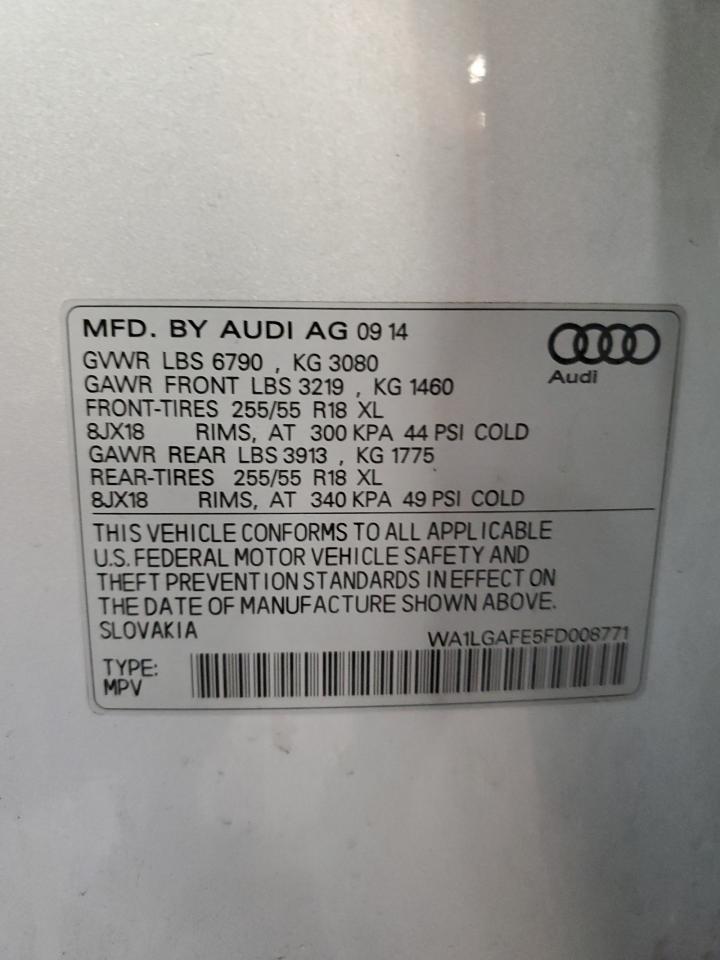 MFD. BY AUDI AG 09 14
Audi
GVWR LBS 6790 , KG 3080
GAWR FRONT LBS 3219 , KG 1460
FRONT-TIRES 255/55 R18 XL
8JX18 RIMS, AT 300 KPA 44 PSI COLD
GAWR REAR LBS 3913 , KG 1775
REAR-TIRES 255/55 R18 XL
8JX18 RIMS, AT 340 KPA 49 PSI COLD
THIS VEHICLE CONFORMS TO ALL APPLICABLE
U.S. FEDERAL MOTOR VEHICLE SAFETY AND
THEFT PREVENTION STANDARDS IN EFFECT ON
THE DATE OF MANUFACTURE SHOWN ABOVE.
SLOVAKIA WA1LGAFE5FD008771
TYPE:
MPV